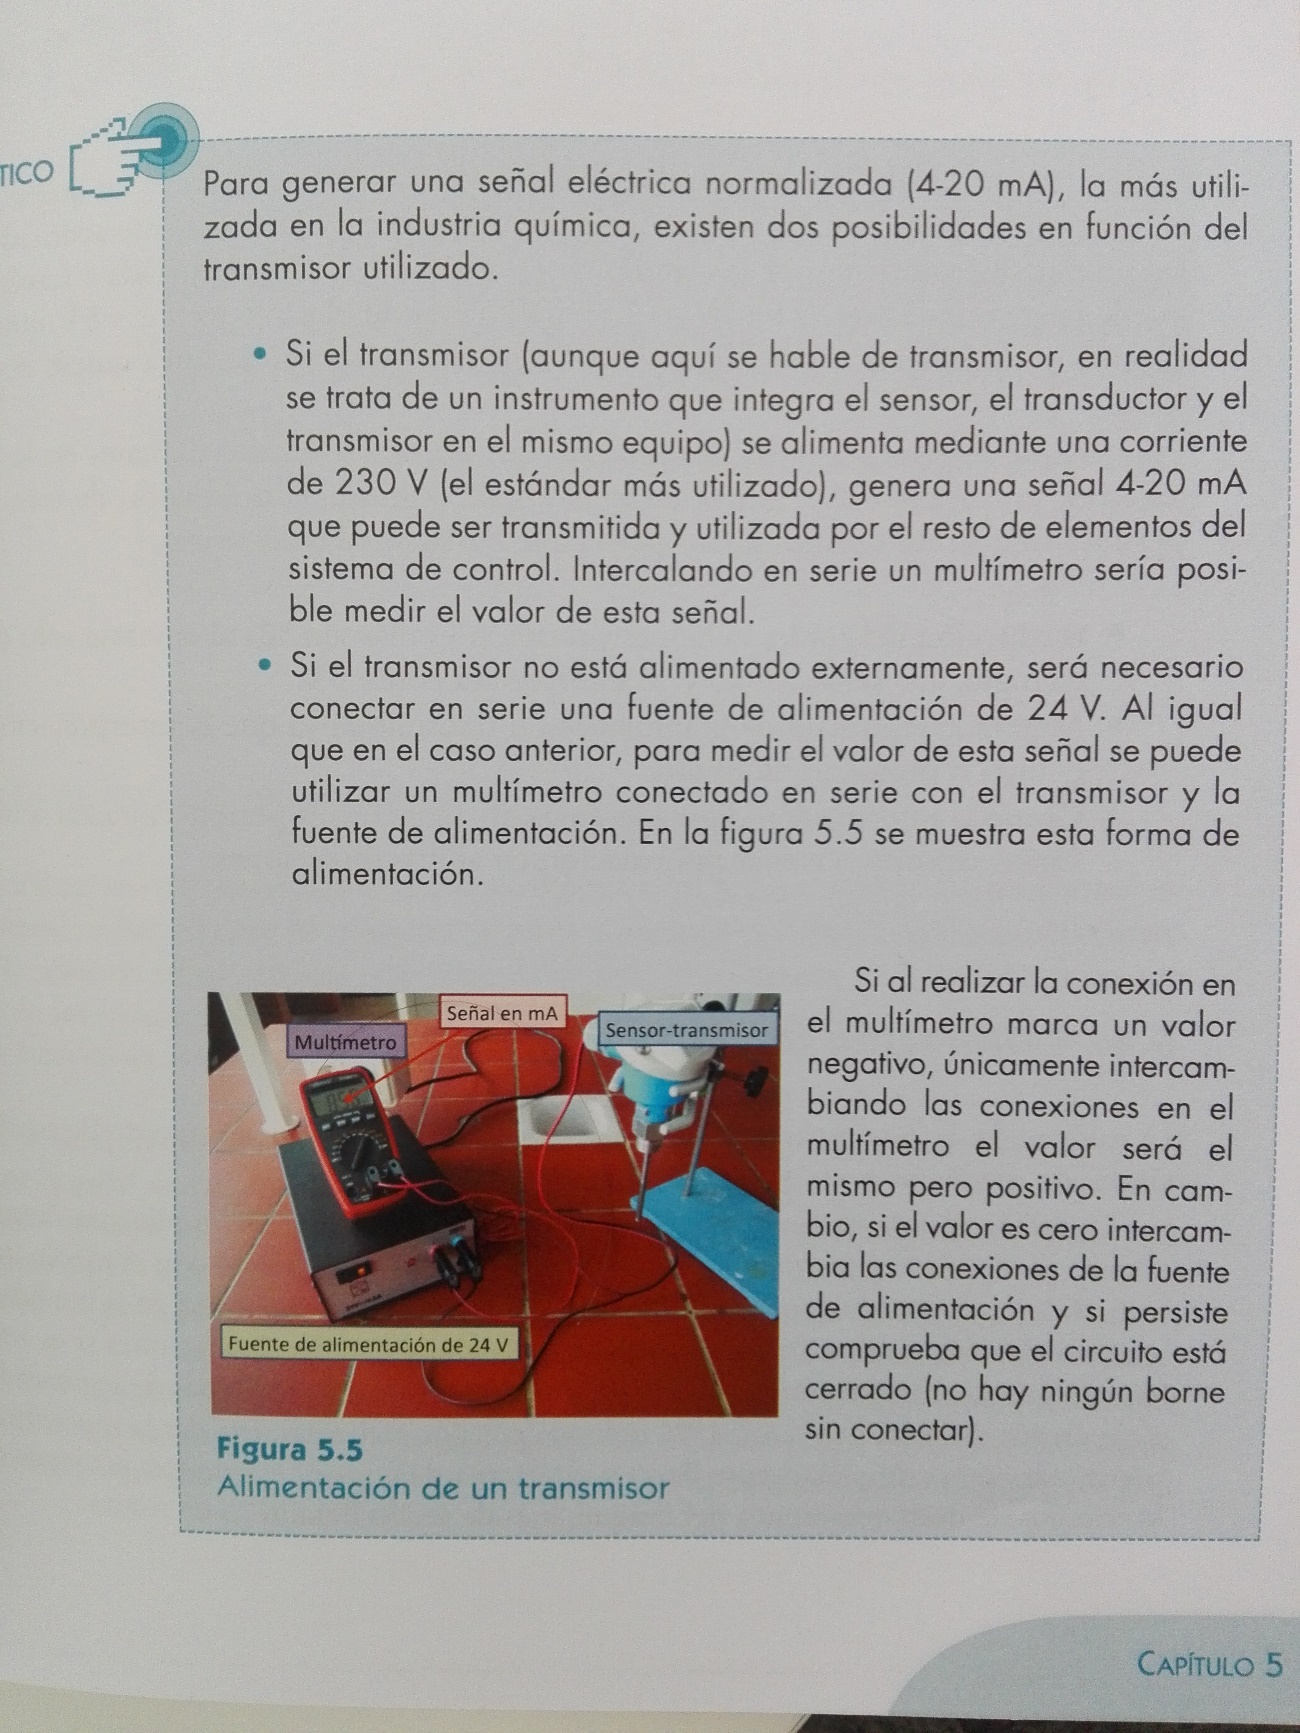 TICO
Para generar una señal eléctrica normalizada (4-20 mA), la más utili-
zada en la industria química, existen dos posibilidades en función del
transmisor utilizado.
• Si el transmisor (aunque aquí se hable de transmisor, en realidad
se trata de un instrumento que integra el sensor, el transductor y el
transmisor en el mismo equipo) se alimenta mediante una corriente
de 230 V (el estándar más utilizado), genera una señal 4-20 mA
que puede ser transmitida y utilizada por el resto de elementos del
sistema de control. Intercalando en serie un multímetro sería posi-
ble medir el valor de esta señal.
• Si el transmisor no está alimentado externamente, será necesario
conectar en serie una fuente de alimentación de 24 V. Al igual
que en el caso anterior, para medir el valor de esta señal se puede
utilizar un multímetro conectado en serie con el transmisor y la
fuente de alimentación. En la figura 5.5 se muestra esta forma de
alimentación.
Señal en mA
Multímetro
Sensor-transmisor
Fuente de alimentación de 24 V
Figura 5.5
Alimentación de un transmisor
Si al realizar la conexión en
el multímetro marca un valor
negativo, únicamente intercam-
biando las conexiones en el
multímetro el valor será el
mismo pero positivo. En cam-
bio, si el valor es cero intercam-
bia las conexiones de la fuente
de alimentación y si persiste
comprueba que el circuito está
cerrado (no hay ningún borne
sin conectar).
CAPÍTULO 5